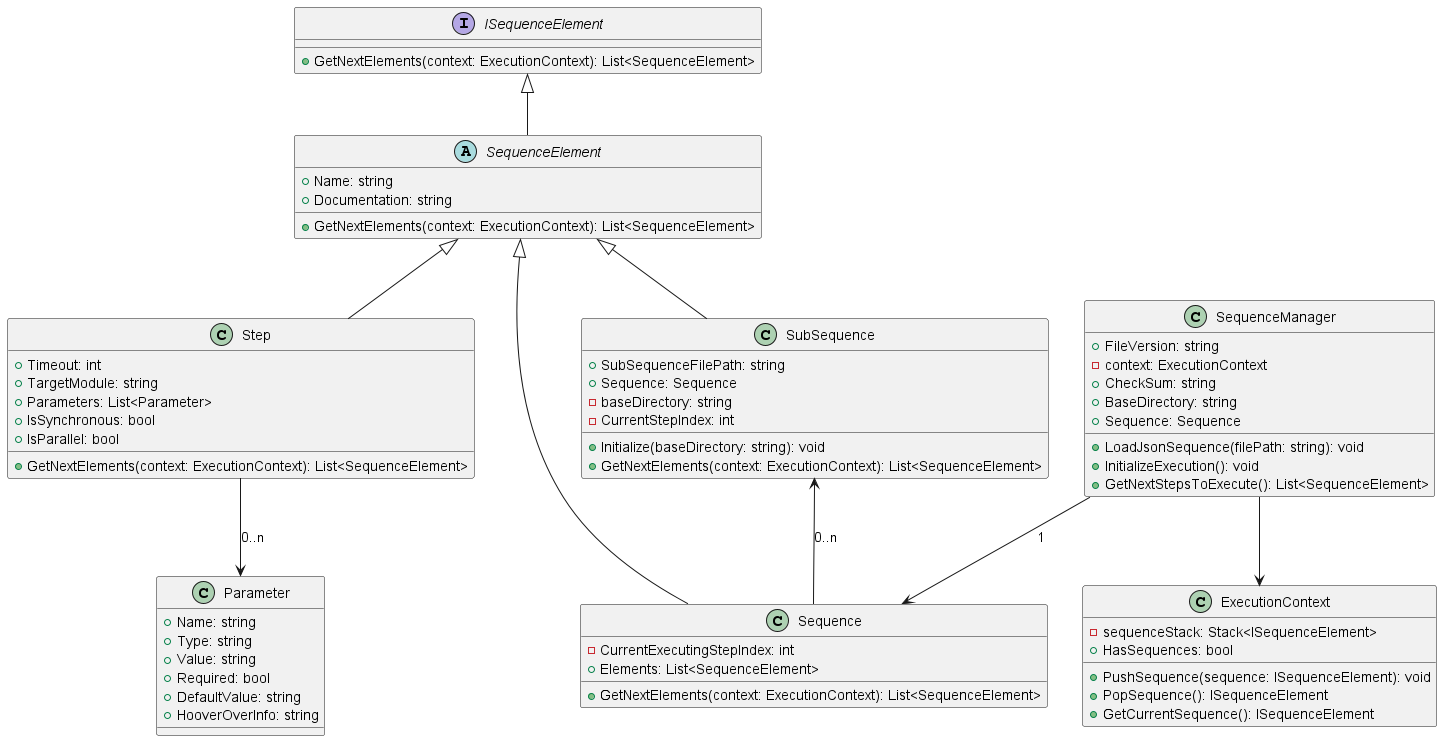 I ISequenceElement
GetNextElements(context: ExecutionContext): List<SequenceElement>
A SequenceElement
Name: string
Documentation: string
GetNextElements(context: ExecutionContext): List<SequenceElement>
C Step
Timeout: int
TargetModule: string
Parameters: List<Parameter>
IsSynchronous: bool
IsParallel: bool
GetNextElements(context: ExecutionContext): List<SequenceElement>
C SubSequence
SubSequenceFilePath: string
Sequence: Sequence
baseDirectory: string
CurrentStepIndex: int
Initialize(baseDirectory: string): void
GetNextElements(context: ExecutionContext): List<SequenceElement>
C SequenceManager
FileVersion: string
context: ExecutionContext
CheckSum: string
BaseDirectory: string
Sequence: Sequence
LoadJsonSequence(filePath: string): void
InitializeExecution(): void
GetNextStepsToExecute(): List<SequenceElement>
0..n
0..n
1
C Parameter
Name: string
Type: string
Value: string
Required: bool
DefaultValue: string
HooverOverInfo: string
C Sequence
CurrentExecutingStepIndex: int
Elements: List<SequenceElement>
GetNextElements(context: ExecutionContext): List<SequenceElement>
C ExecutionContext
sequenceStack: Stack<ISequenceElement>
HasSequences: bool
PushSequence(sequence: ISequenceElement): void
PopSequence(): ISequenceElement
GetCurrentSequence(): ISequenceElement